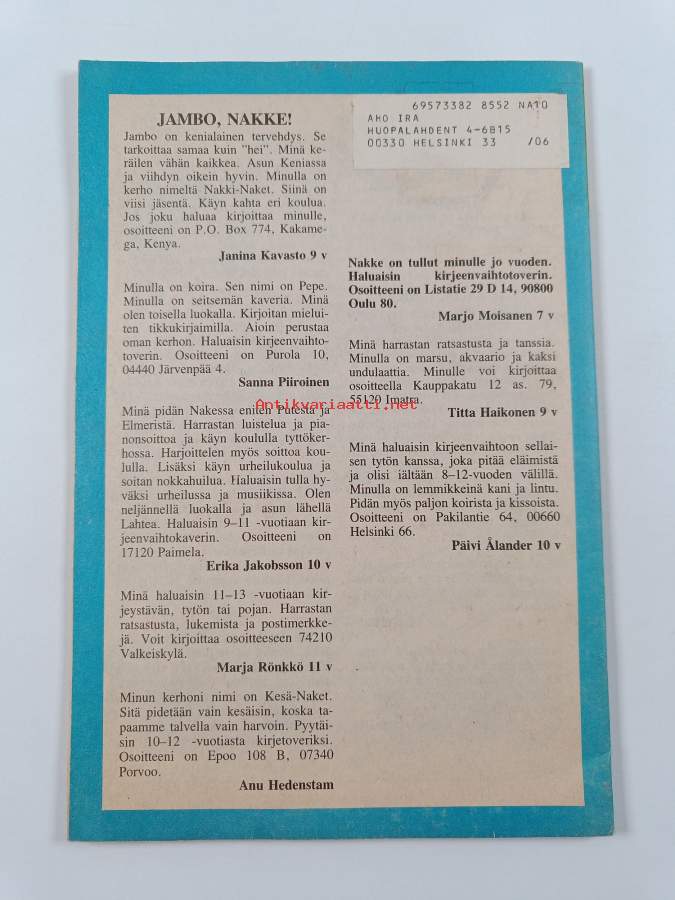 JAMBO, NAKKE!
Jambo on kenialainen tervehdys. Se
tarkoittaa samaa kuin "hei". Minä ke-
räilen vähän kaikkea. Asun Keniassa
ja viihdyn oikein hyvin. Minulla on
kerho nimeltä Nakki-Naket. Siinä on
viisi jäsentä. Käyn kahta eri koulua.
Jos joku haluaa kirjoittaa minulle,
osoitteeni on P.O. Box 774, Kakame-
ga, Kenya.
Janina Kavasto 9 v
Minulla on koira. Sen nimi on Pepe.
Minulla on seitsemän kaveria. Minä
olen toisella luokalla. Kirjoitan mielui-
ten tikkukirjaimilla. Aioin perustaa
oman kerhon. Haluaisin kirjeenvaihto-
toverin. Osoitteeni on Purola 10,
04440 Järvenpää 4.
Sanna Piiroinen
Minä pidän Nakessa eniten Putesta ja
Elmeristä. Harrastan luistelua ja pia-
nonsoittoa ja käyn koululla tyttöker-
hossa. Harjoittelen myös soittoa kou-
lulla. Lisäksi käyn urheilukoulua ja
soitan nokkahuilua. Haluaisin tulla hy-
väksi urheilussa ja musiikissa. Olen
neljännellä luokalla ja asun lähellä
Lahtea. Haluaisin 9–11 -vuotiaan kir-
jeenvaihtokaverin. Osoitteeni on
17120 Paimela.
Erika Jakobsson 10 v
Minä haluaisin 11–13 -vuotiaan kir-
jeystävän, tytön tai pojan. Harrastan
ratsastusta, lukemista ja postimerkke-
jä. Voit kirjoittaa osoitteeseen 74210
Valkeiskylä.
Marja Rönkkö 11 v
Minun kerhoni nimi on Kesä-Naket.
Sitä pidetään vain kesäisin, koska ta-
paamme talvella vain harvoin. Pyytäi-
sin 10–12 -vuotiasta kirjetoveriksi.
Osoitteeni on Epoo 108 B, 07340
Porvoo.
Anu Hedenstam
69573382 8552 NA10
AHO IRA
HUOPALAHDENT 4-6B15
00330 HELSINKI 33 /06
Nakke on tullut minulle jo vuoden.
Haluaisin kirjeenvaihtotoverin.
Osoitteeni on Listatie 29 D 14, 90800
Oulu 80.
Marjo Moisanen 7 v
Minä harrastan ratsastusta ja tanssia.
Minulla on marsu, akvaario ja kaksi
undulaattia. Minulle voi kirjoittaa
osoitteella Kauppakatu 12 as. 79,
55120 Imatra.
Titta Haikonen 9 v
Minä haluaisin kirjeenvaihtoon sellai-
sen tytön kanssa, joka pitää eläimistä
ja olisi iältään 8–12-vuoden välillä.
Minulla on lemmikkeinä kani ja lintu.
Pidän myös paljon koirista ja kissoista.
Osoitteeni on Pakilantie 64, 00660
Helsinki 66.
Päivi Ålander 10 v
Antikvariaatti.net